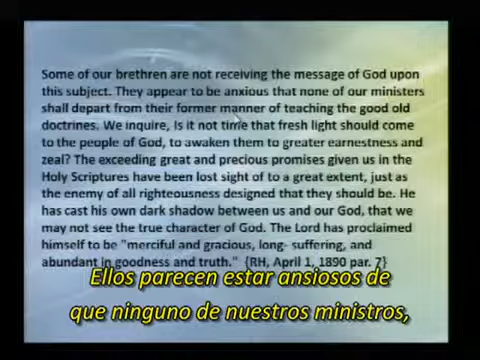 Some of our brethren are not receiving the message of God upon
this subject. They appear to be anxious that none of our ministers
shall depart from their former manner of teaching the good old
doctrines. We inquire, Is it not time that fresh light should come
to the people of God, to awaken them to greater earnestness and
zeal? The exceeding great and precious promises given us in the
Holy Scriptures have been lost sight of to a great extent, just as
the enemy of all righteousness designed that they should be. He
has cast his own dark shadow between us and our God, that we
may not see the true character of God. The Lord has proclaimed
himself to be "merciful and gracious, long- suffering, and
abundant in goodness and truth." {RH, April 1, 1890 par. 7}
Ellos parecen estar ansiosos de
que ninguno de nuestros ministros,